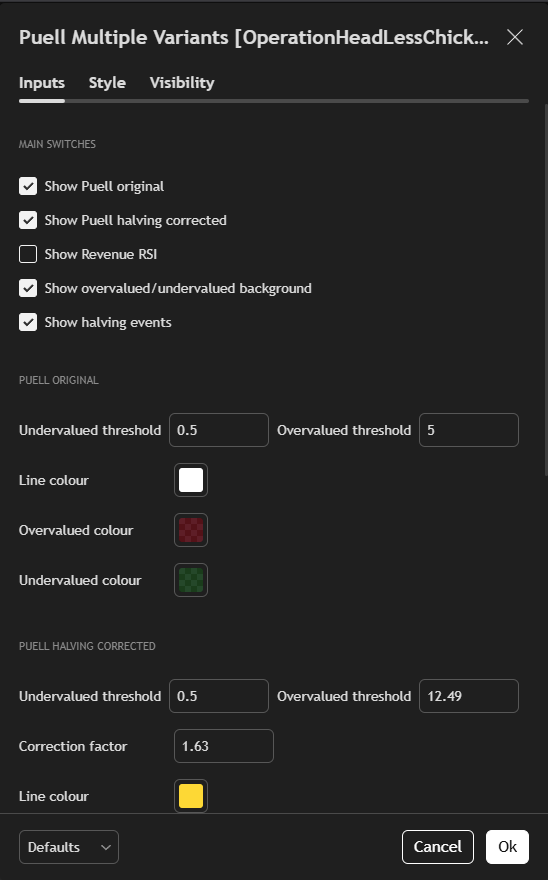 Puell Multiple Variants [OperationHeadLessChick...
Inputs Style Visibility
MAIN SWITCHES
Show Puell original
Show Puell halving corrected
Show Revenue RSI
Show overvalued/undervalued background
Show halving events
PUELL ORIGINAL
Undervalued threshold 0.5 Overvalued threshold 5
Line colour
Overvalued colour
Undervalued colour
PUELL HALVING CORRECTED
Undervalued threshold 0.5 Overvalued threshold 12.49
Correction factor 1.63
Line colour
Defaults Cancel Ok